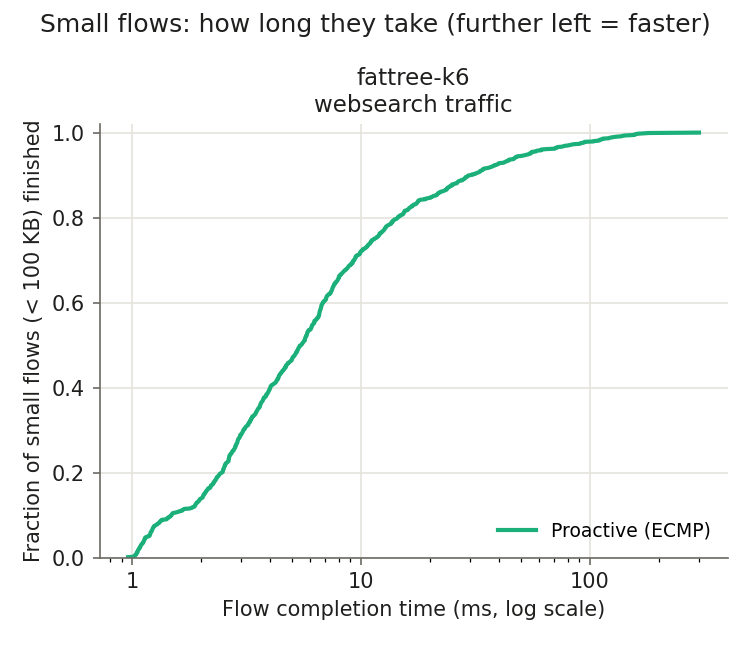 Small flows: how long they take (further left = faster)
fattree-k6
websearch traffic
Fraction of small flows (< 100 KB) finished
1.0
0.8
0.6
0.4
0.2
0.0
Proactive (ECMP)
1
10
100
Flow completion time (ms, log scale)